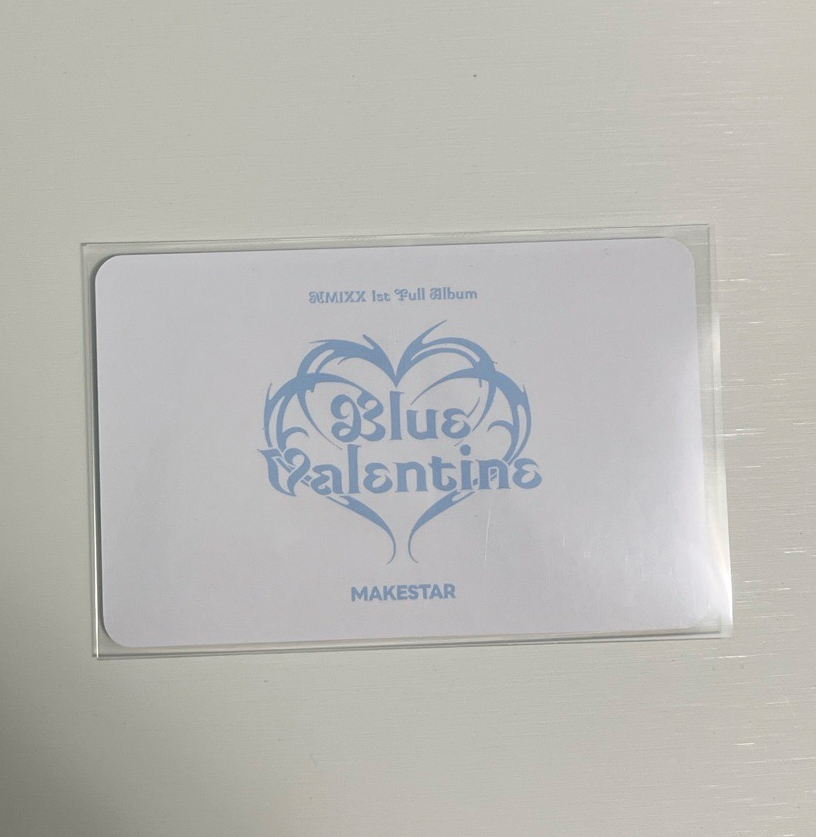 NMIXX 1st Full Album
Blue
Valentine
MAKESTAR